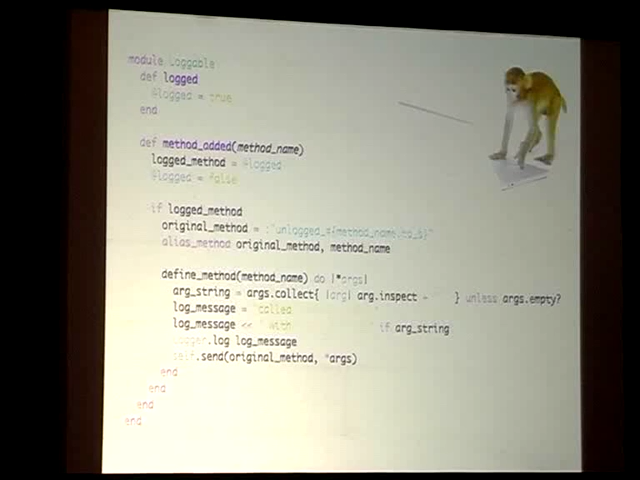 module Loggable
def logged
@logged = true
end
def method_added(method_name)
logged_method = @logged
@logged = false
if logged_method
original_method = :"unlogged_#{method_name.to_s}"
alias_method original_method, method_name
define_method(method_name) do |*args|
arg_string = args.collect{ |arg| arg.inspect + } unless args.empty?
log_message = "called
log_message << " with if arg_string
.log log_message
self.send(original_method, *args)
end
end
end
end